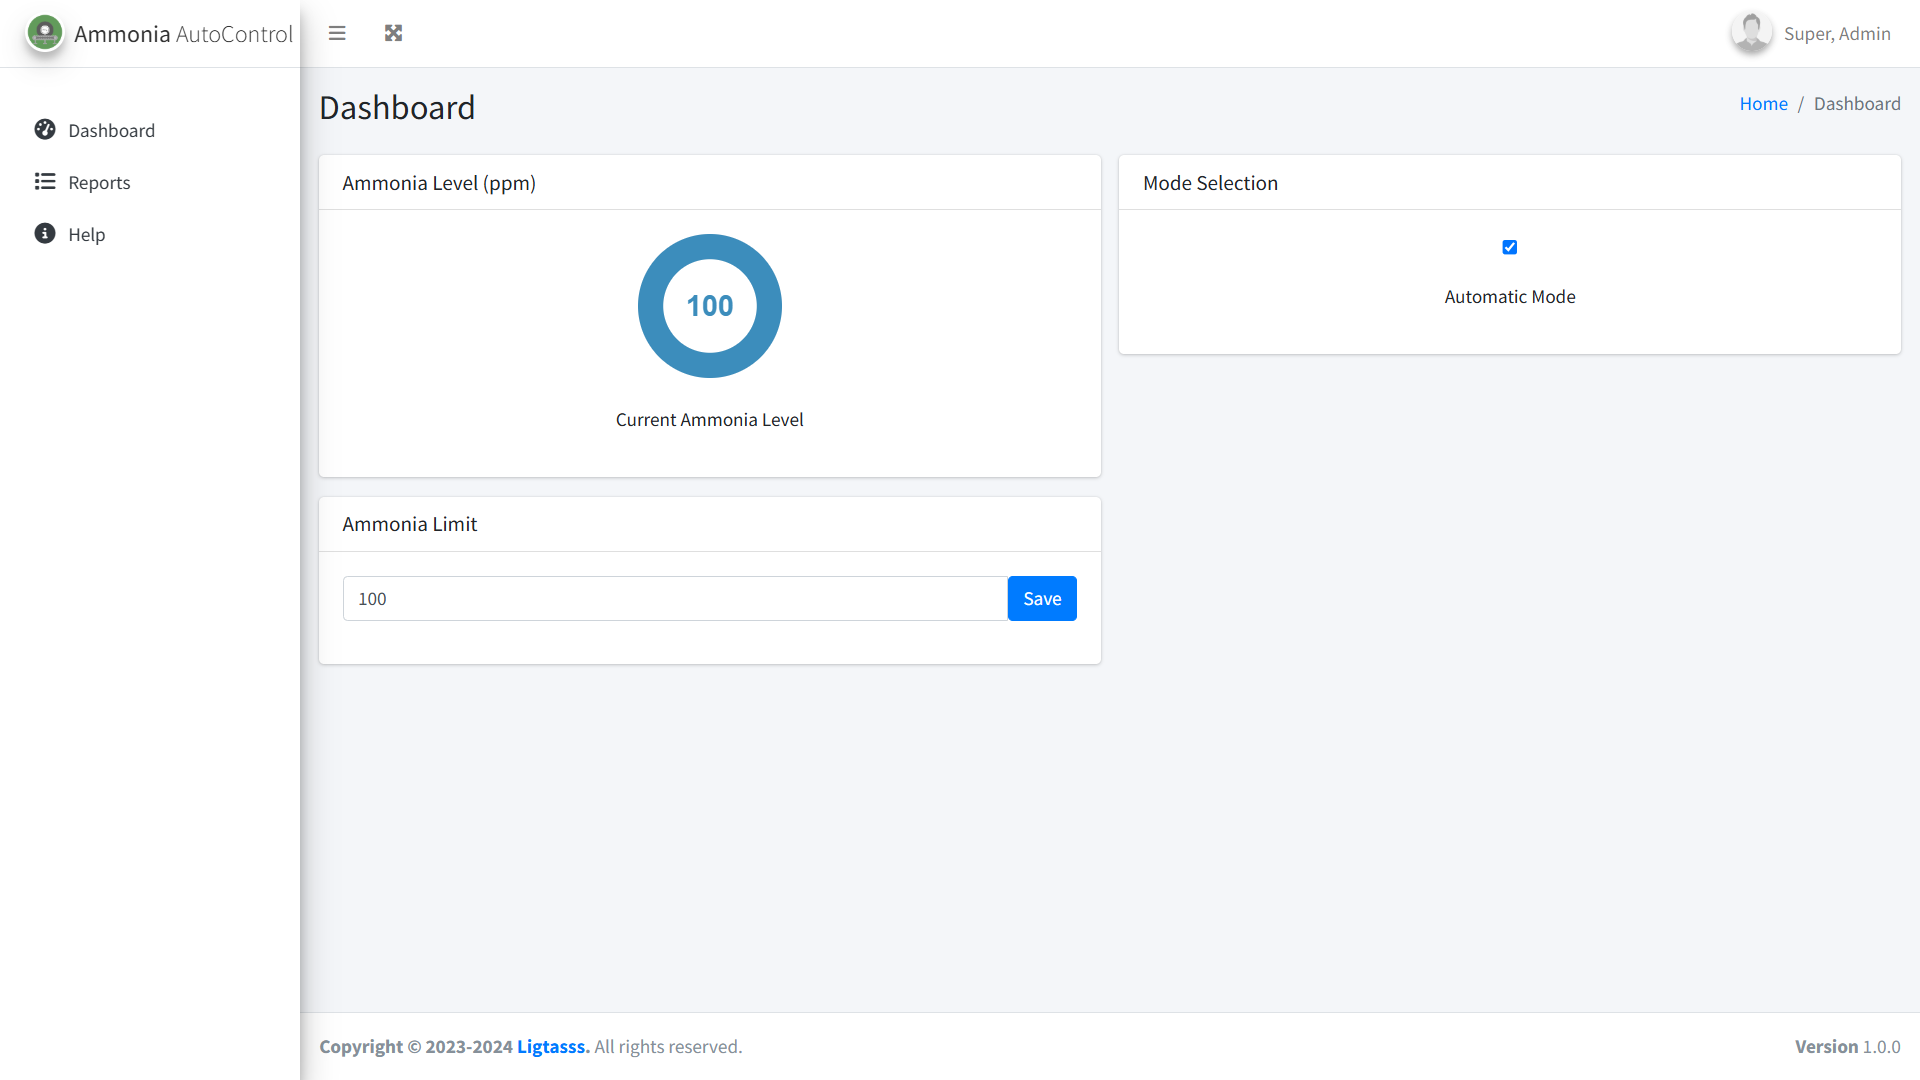 Ammonia AutoControl
Super, Admin
Dashboard
Reports
Help
Dashboard
Home / Dashboard
Ammonia Level (ppm)
100
Current Ammonia Level
Mode Selection
Automatic Mode
Ammonia Limit
100
Save
Copyright © 2023-2024 Ligtasss. All rights reserved.
Version 1.0.0